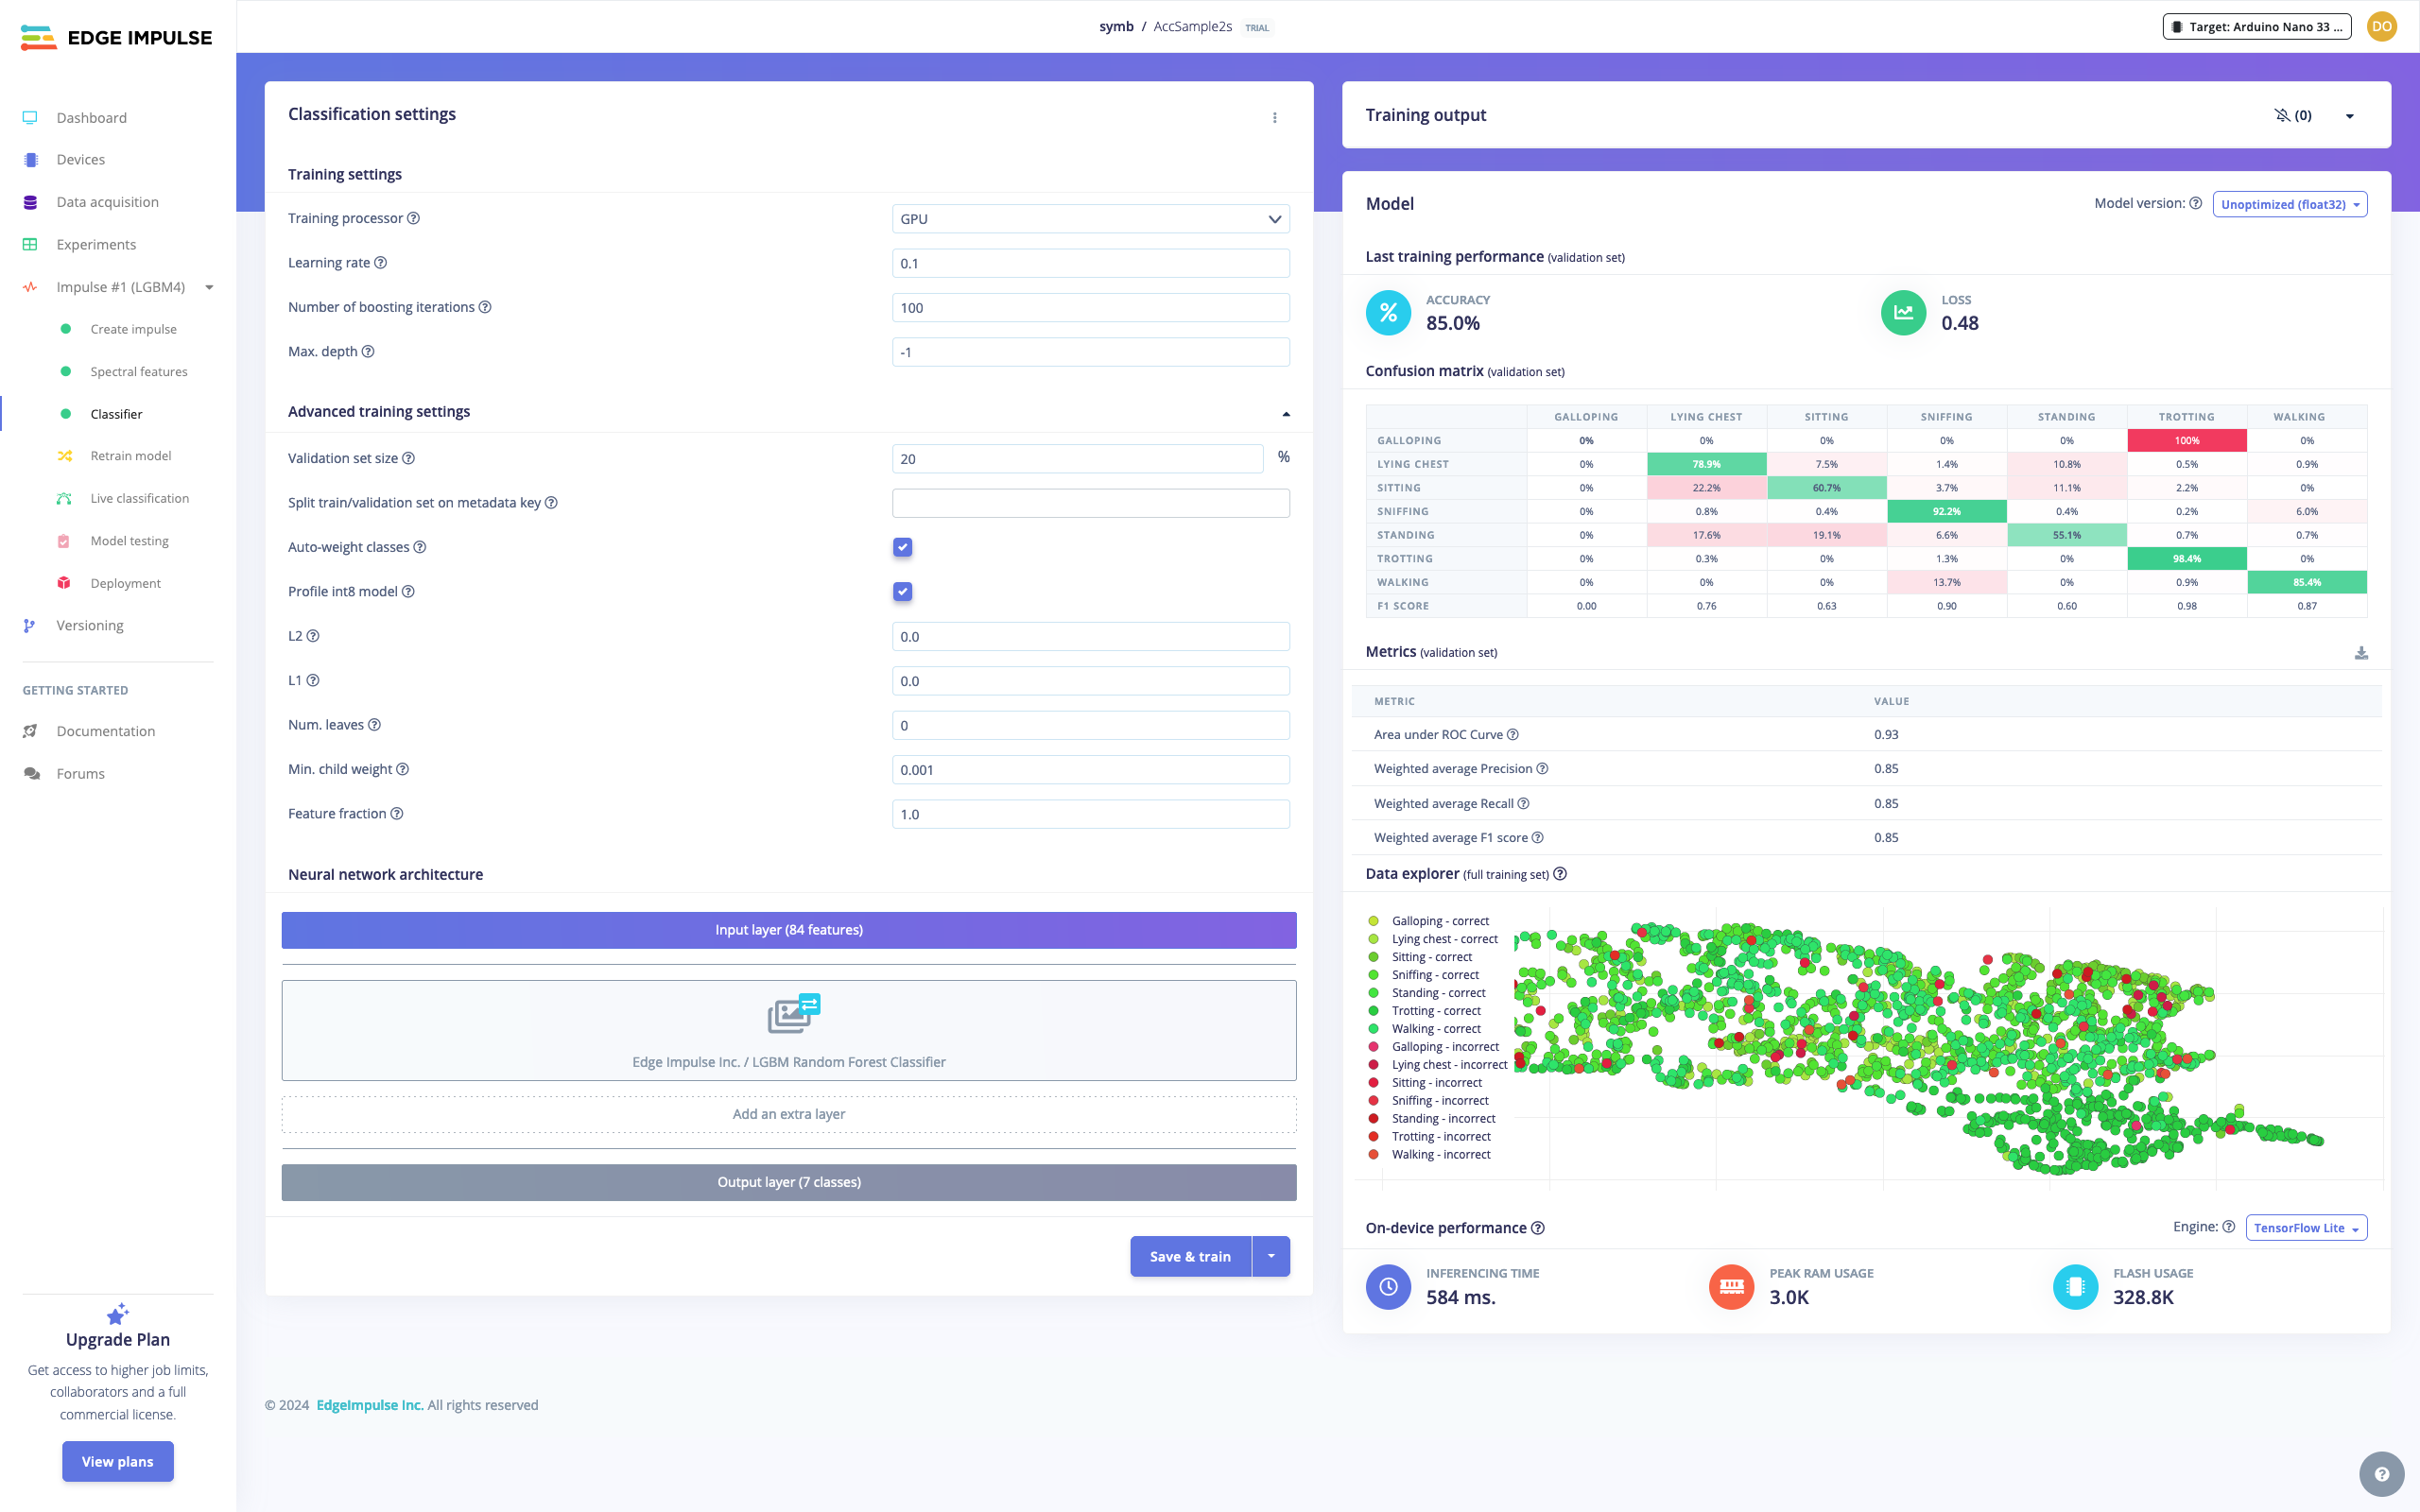 EDGE IMPULSE
symb / AccSample2s TRIAL
Target: Arduino Nano 33 ...
DO
Dashboard
Devices
Data acquisition
Experiments
Impulse #1 (LGBM4)
Create impulse
Spectral features
Classifier
Retrain model
Live classification
Model testing
Deployment
Versioning
GETTING STARTED
Documentation
Forums
Upgrade Plan
Get access to higher job limits,
collaborators and a full
commercial license.
View plans
Classification settings
Training settings
Training processor
GPU
Learning rate
0.1
Number of boosting iterations
100
Max. depth
-1
Advanced training settings
Validation set size
20 %
Split train/validation set on metadata key
Auto-weight classes
Profile int8 model
L2
0.0
L1
0.0
Num. leaves
0
Min. child weight
0.001
Feature fraction
1.0
Neural network architecture
Input layer (84 features)
Edge Impulse Inc. / LGBM Random Forest Classifier
Add an extra layer
Output layer (7 classes)
Save & train
© 2024 EdgeImpulse Inc. All rights reserved
Training output
(0)
Model
Model version: Unoptimized (float32)
Last training performance (validation set)
ACCURACY
85.0%
LOSS
0.48
Confusion matrix (validation set)
GALLOPING LYING CHEST SITTING SNIFFING STANDING TROTTING WALKING
GALLOPING 0% 0% 0% 0% 0% 100% 0%
LYING CHEST 0% 78.9% 7.5% 1.4% 10.8% 0.5% 0.9%
SITTING 0% 22.2% 60.7% 3.7% 11.1% 2.2% 0%
SNIFFING 0% 0.8% 0.4% 92.2% 0.4% 0.2% 6.0%
STANDING 0% 17.6% 19.1% 6.6% 55.1% 0.7% 0.7%
TROTTING 0% 0.3% 0% 1.3% 0% 98.4% 0%
WALKING 0% 0% 0% 13.7% 0% 0.9% 85.4%
F1 SCORE 0.00 0.76 0.63 0.90 0.60 0.98 0.87
Metrics (validation set)
METRIC VALUE
Area under ROC Curve 0.93
Weighted average Precision 0.85
Weighted average Recall 0.85
Weighted average F1 score 0.85
Data explorer (full training set)
Galloping - correct
Lying chest - correct
Sitting - correct
Sniffing - correct
Standing - correct
Trotting - correct
Walking - correct
Galloping - incorrect
Lying chest - incorrect
Sitting - incorrect
Sniffing - incorrect
Standing - incorrect
Trotting - incorrect
Walking - incorrect
On-device performance
Engine: TensorFlow Lite
INFERENCING TIME
584 ms.
PEAK RAM USAGE
3.0K
FLASH USAGE
328.8K